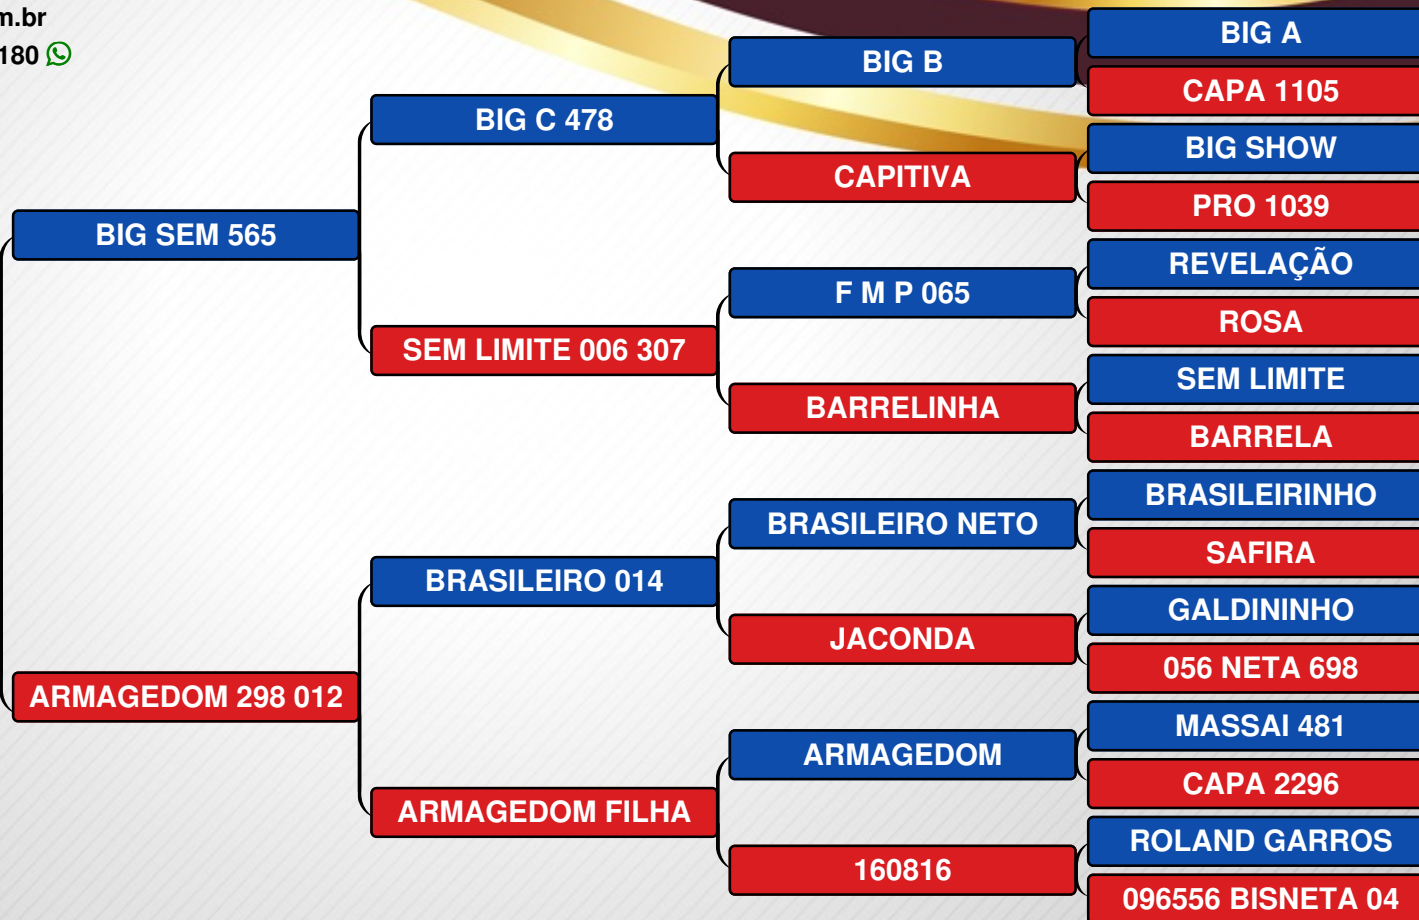 m.br
180
BIG A
BIG B
CAPA 1105
BIG C 478
BIG SHOW
CAPITIVA
PRO 1039
BIG SEM 565
REVELAÇÃO
F M P 065
ROSA
SEM LIMITE 006 307
SEM LIMITE
BARRELINHA
BARRELA
BRASILEIRINHO
BRASILEIRO NETO
SAFIRA
BRASILEIRO 014
GALDININHO
JACONDA
056 NETA 698
ARMAGEDOM 298 012
MASSAI 481
ARMAGEDOM
CAPA 2296
ARMAGEDOM FILHA
ROLAND GARROS
160816
096556 BISNETA 04